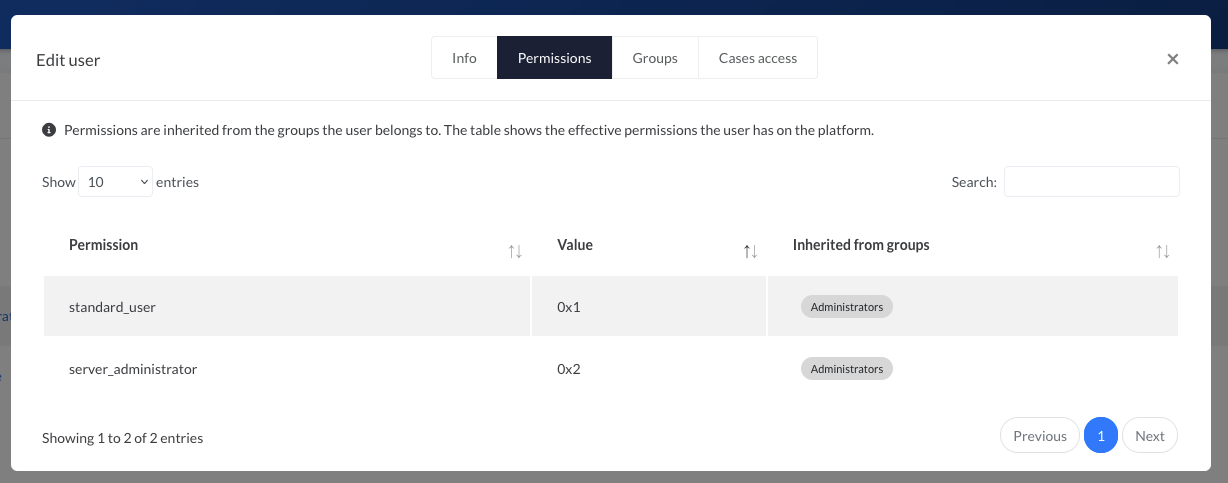 Edit user
Info Permissions Groups Cases access ×
Permissions are inherited from the groups the user belongs to. The table shows the effective permissions the user has on the platform.
Show 10 entries Search:
Permission Value Inherited from groups
standard_user 0x1 Administrators
server_administrator 0x2 Administrators
Showing 1 to 2 of 2 entries Previous 1 Next